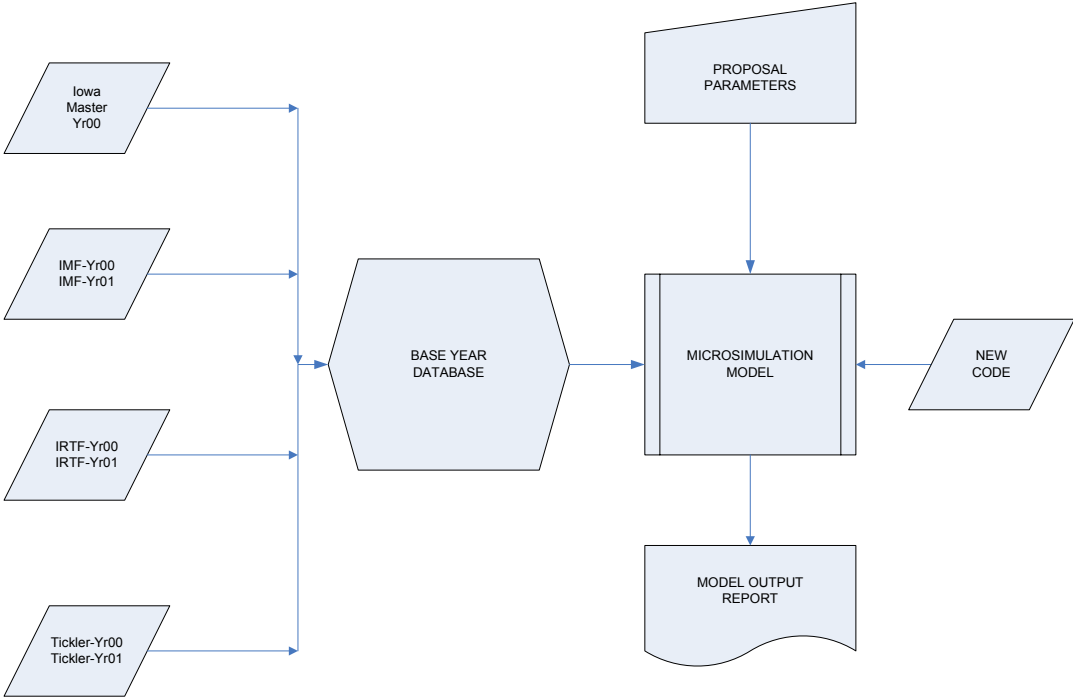 Iowa
Master
Yr00
IMF-Yr00
IMF-Yr01
IRTF-Yr00
IRTF-Yr01
Tickler-Yr00
Tickler-Yr01
BASE YEAR
DATABASE
PROPOSAL
PARAMETERS
MICROSIMULATION
MODEL
NEW
CODE
MODEL OUTPUT
REPORT